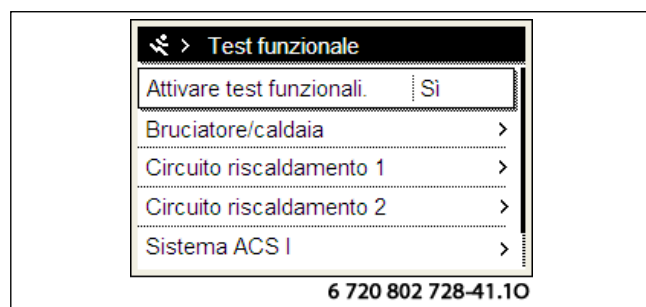 > Test funzionale
Attivare test funzionali. Sì
Bruciatore/caldaia >
Circuito riscaldamento 1 >
Circuito riscaldamento 2 >
Sistema ACS I >
6 720 802 728-41.1O